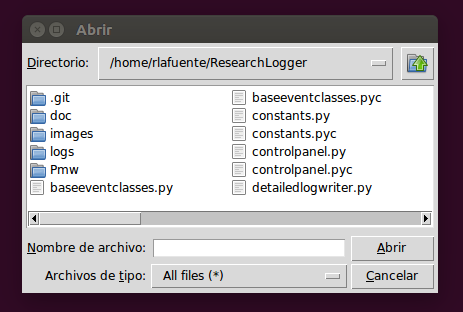 Abrir
Directorio: /home/rlafuente/ResearchLogger
.git
doc
images
logs
Pmw
baseeventclasses.py
baseeventclasses.pyc
constants.py
constants.pyc
controlpanel.py
controlpanel.pyc
detailedlogwriter.py
Nombre de archivo: Abrir
Archivos de tipo: All files (*) Cancelar